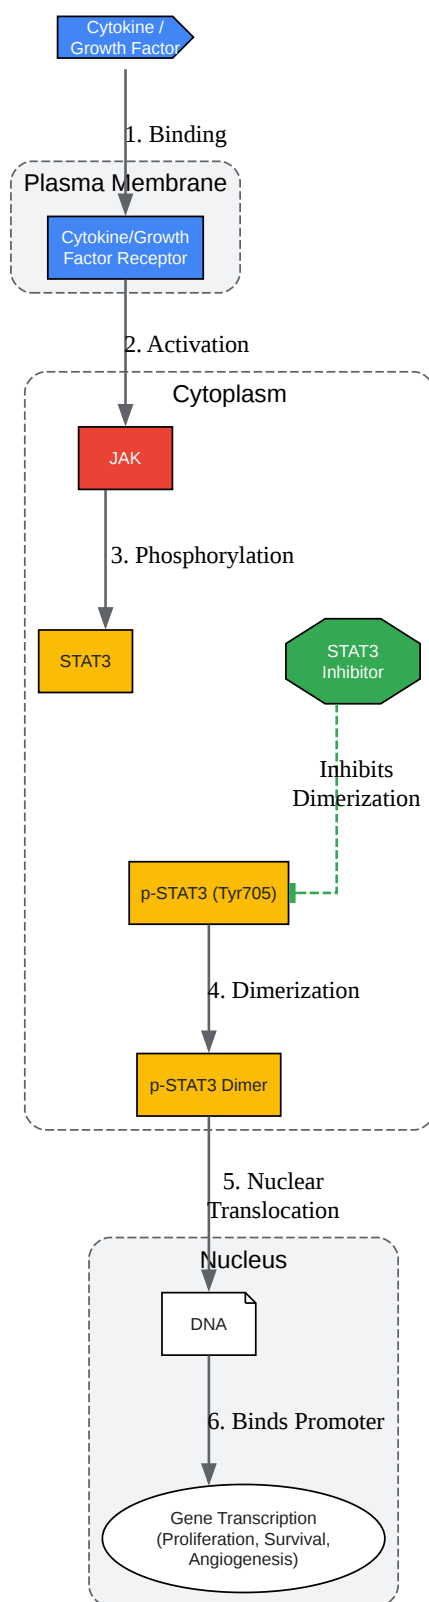 Cytokine /
Growth Factor
1. Binding
Plasma Membrane
Cytokine/Growth
Factor Receptor
2. Activation
Cytoplasm
JAK
3. Phosphorylation
STAT3
STAT3
Inhibitor
Inhibits
Dimerization
p-STAT3 (Tyr705)
4. Dimerization
p-STAT3 Dimer
5. Nuclear
Translocation
Nucleus
DNA
6. Binds Promoter
Gene Transcription
(Proliferation, Survival,
Angiogenesis)